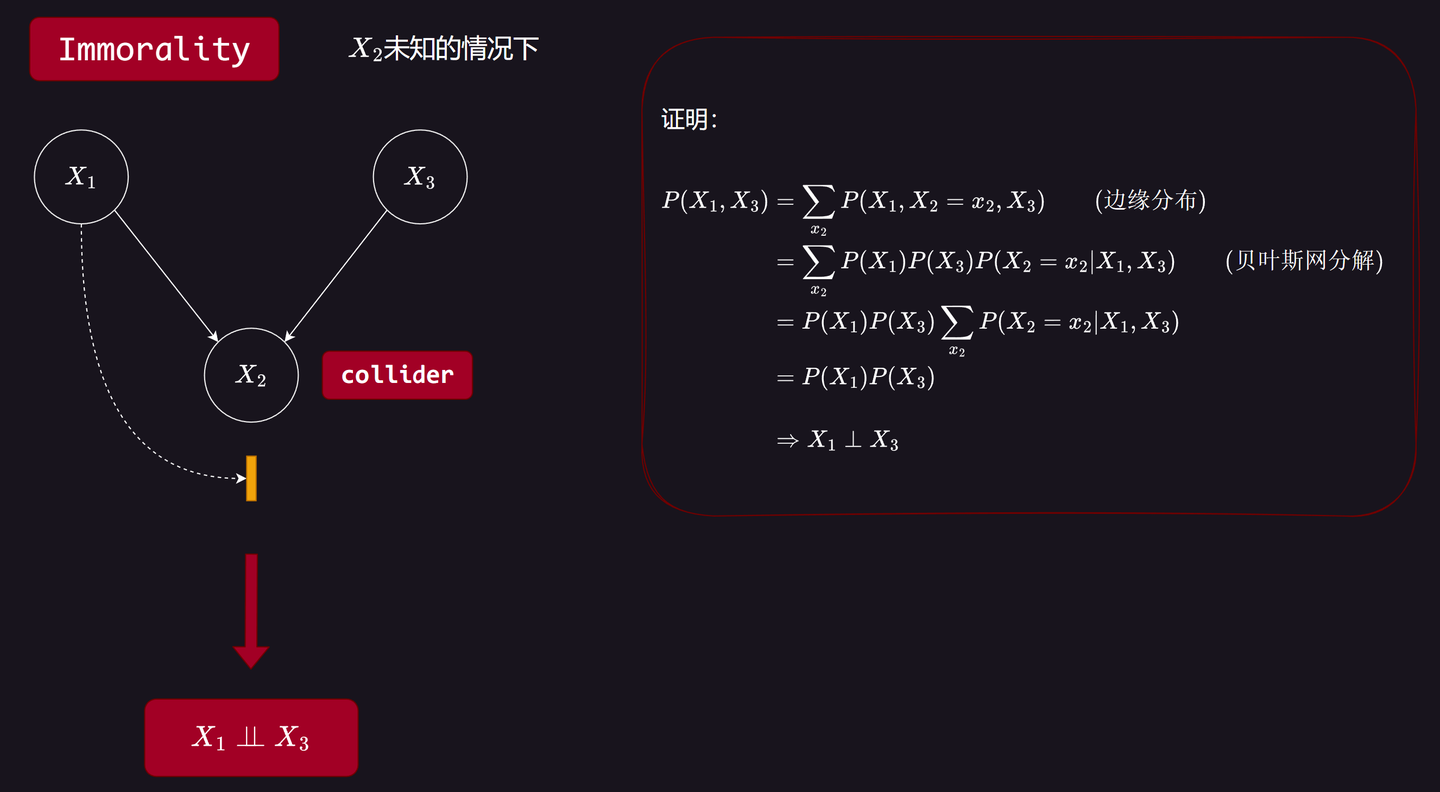 Immorality
X₂未知的情况下
X₁
X₃
X₂
collider
X₁ ⫫ X₃
证明:
P(X₁, X₃) = ∑_{x₂} P(X₁, X₂ = x₂, X₃) (边缘分布)
= ∑_{x₂} P(X₁)P(X₃)P(X₂ = x₂|X₁, X₃) (贝叶斯网分解)
= P(X₁)P(X₃) ∑_{x₂} P(X₂ = x₂|X₁, X₃)
= P(X₁)P(X₃)
⇒ X₁ ⊥ X₃